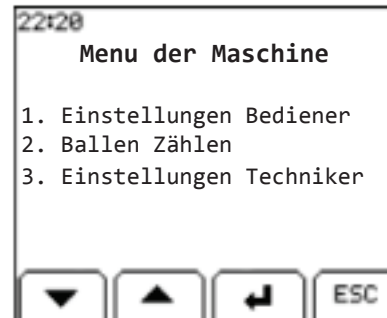 22:20
Menu der Maschine
1. Einstellungen Bediener
2. Ballen Zählen
3. Einstellungen Techniker
ESC